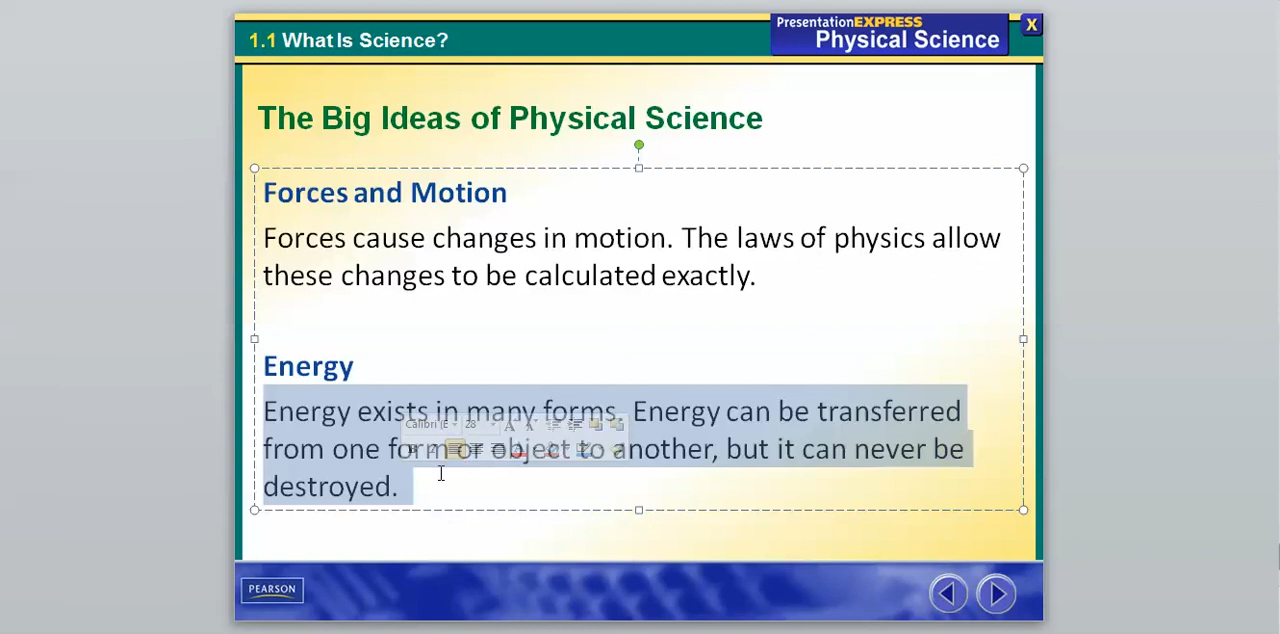 1.1 What Is Science?
PresentationEXPRESS
Physical Science
X
The Big Ideas of Physical Science
Forces and Motion
Forces cause changes in motion. The laws of physics allow
these changes to be calculated exactly.
Energy
Energy exists in many forms. Energy can be transferred
from one form or object to another, but it can never be
destroyed.
Calibri (E
28
PEARSON